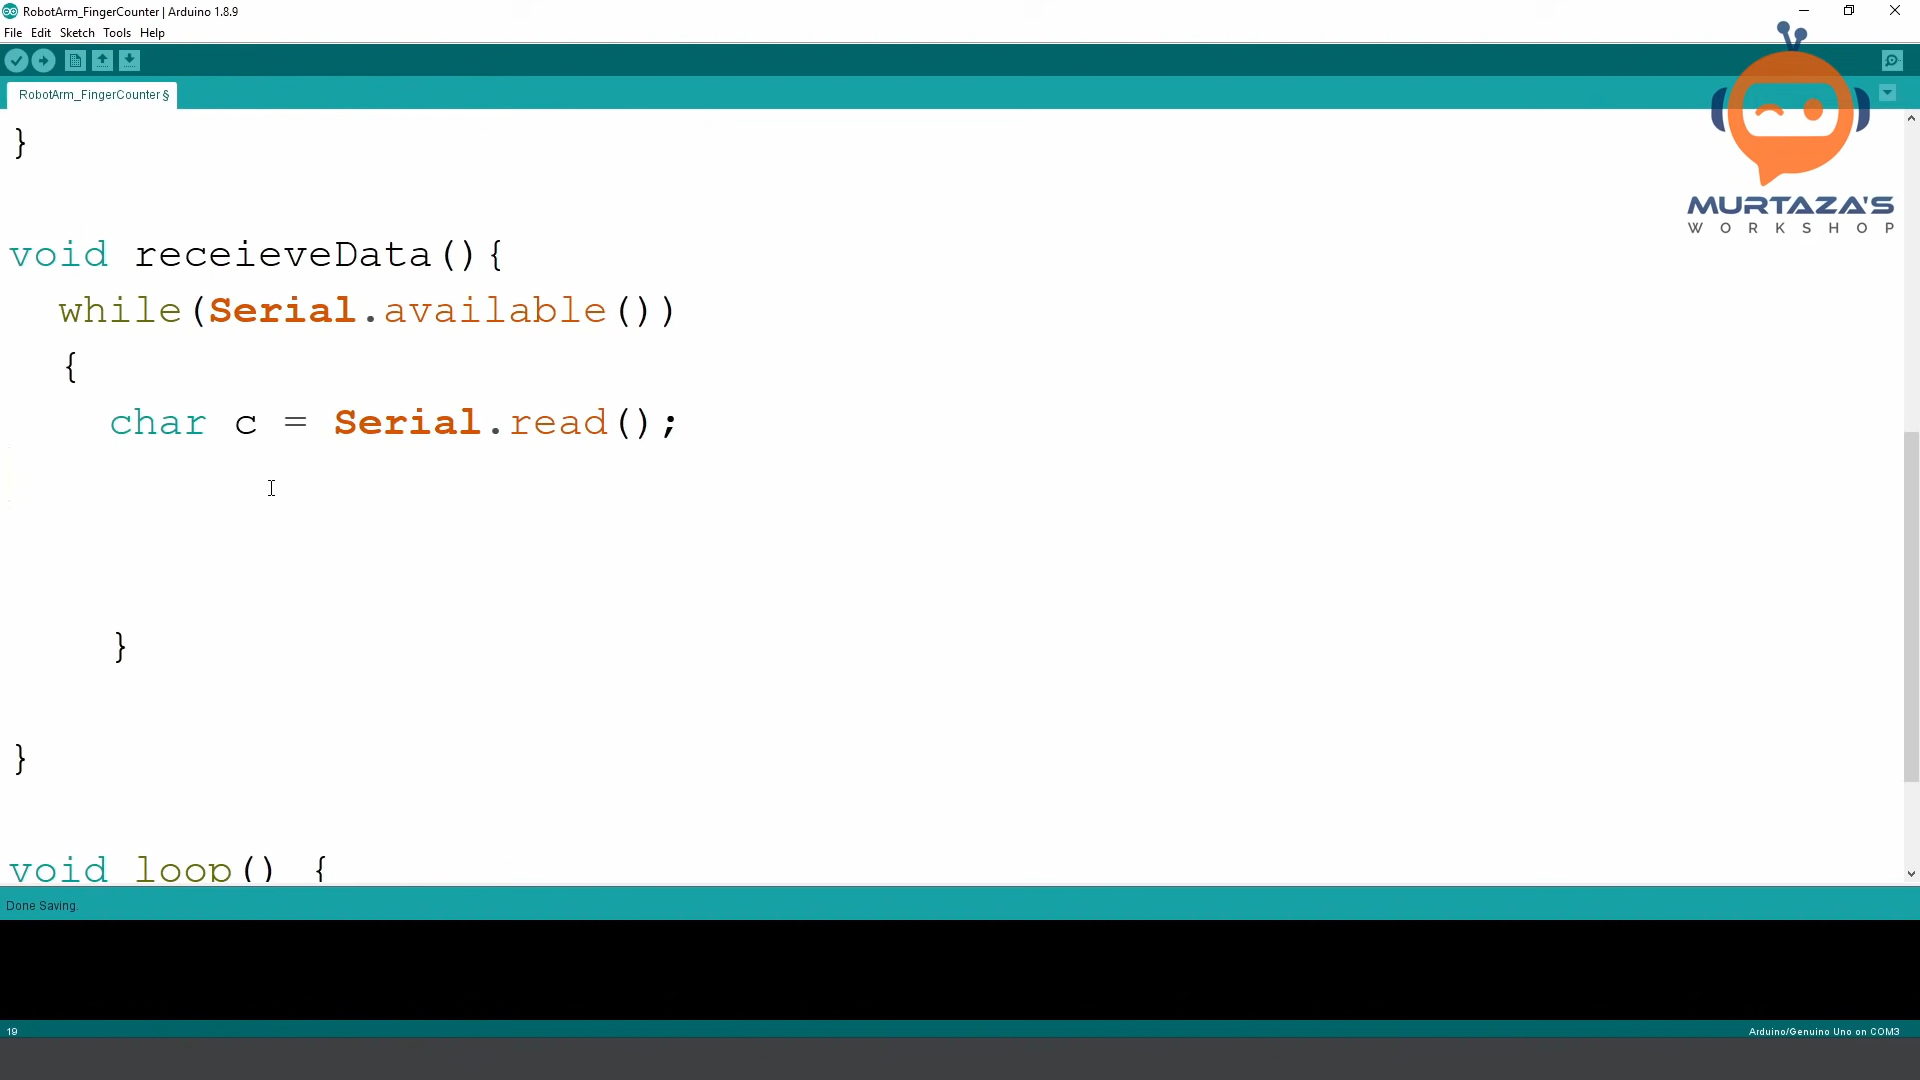 RobotArm_FingerCounter | Arduino 1.8.9
File Edit Sketch Tools Help
RobotArm_FingerCounter §
MURTAZA'S
WORKSHOP
}
void receieveData(){
while(Serial.available())
{
char c = Serial.read();
}
}
void loop() {
Done Saving.
19
Arduino/Genuino Uno on COM3